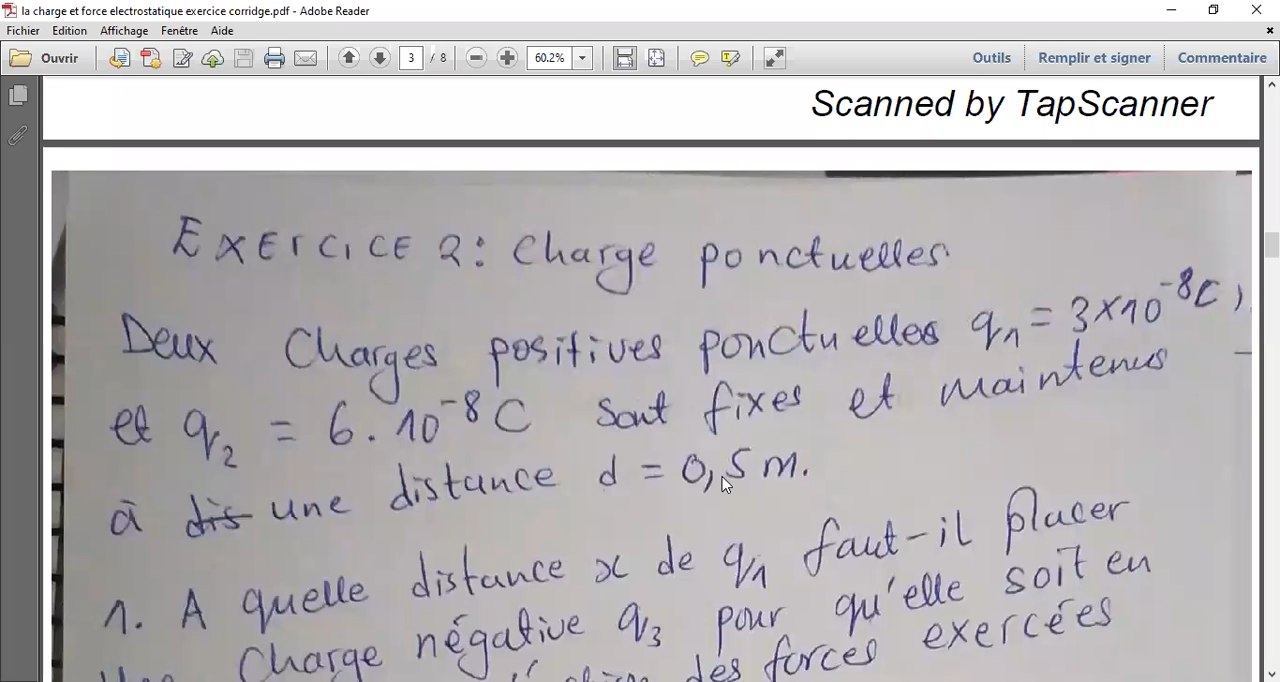 la charge et force electrostatique exercice corridge.pdf - Adobe Reader
Fichier Edition Affichage Fenêtre Aide
Ouvrir 3 / 8 60.2% Outils Remplir et signer Commentaire
Scanned by TapScanner
EXERCICE 2: Charge ponctuelles.
Deux Charges positives ponctuelles q1 = 3×10⁻⁸C,
et q2 = 6.10⁻⁸C sont fixes et maintenus
à dis une distance d = 0,5 m.
1. A quelle distance x de q1 faut-il placer
Charge négative q3 pour qu'elle soit en
des forces exercées